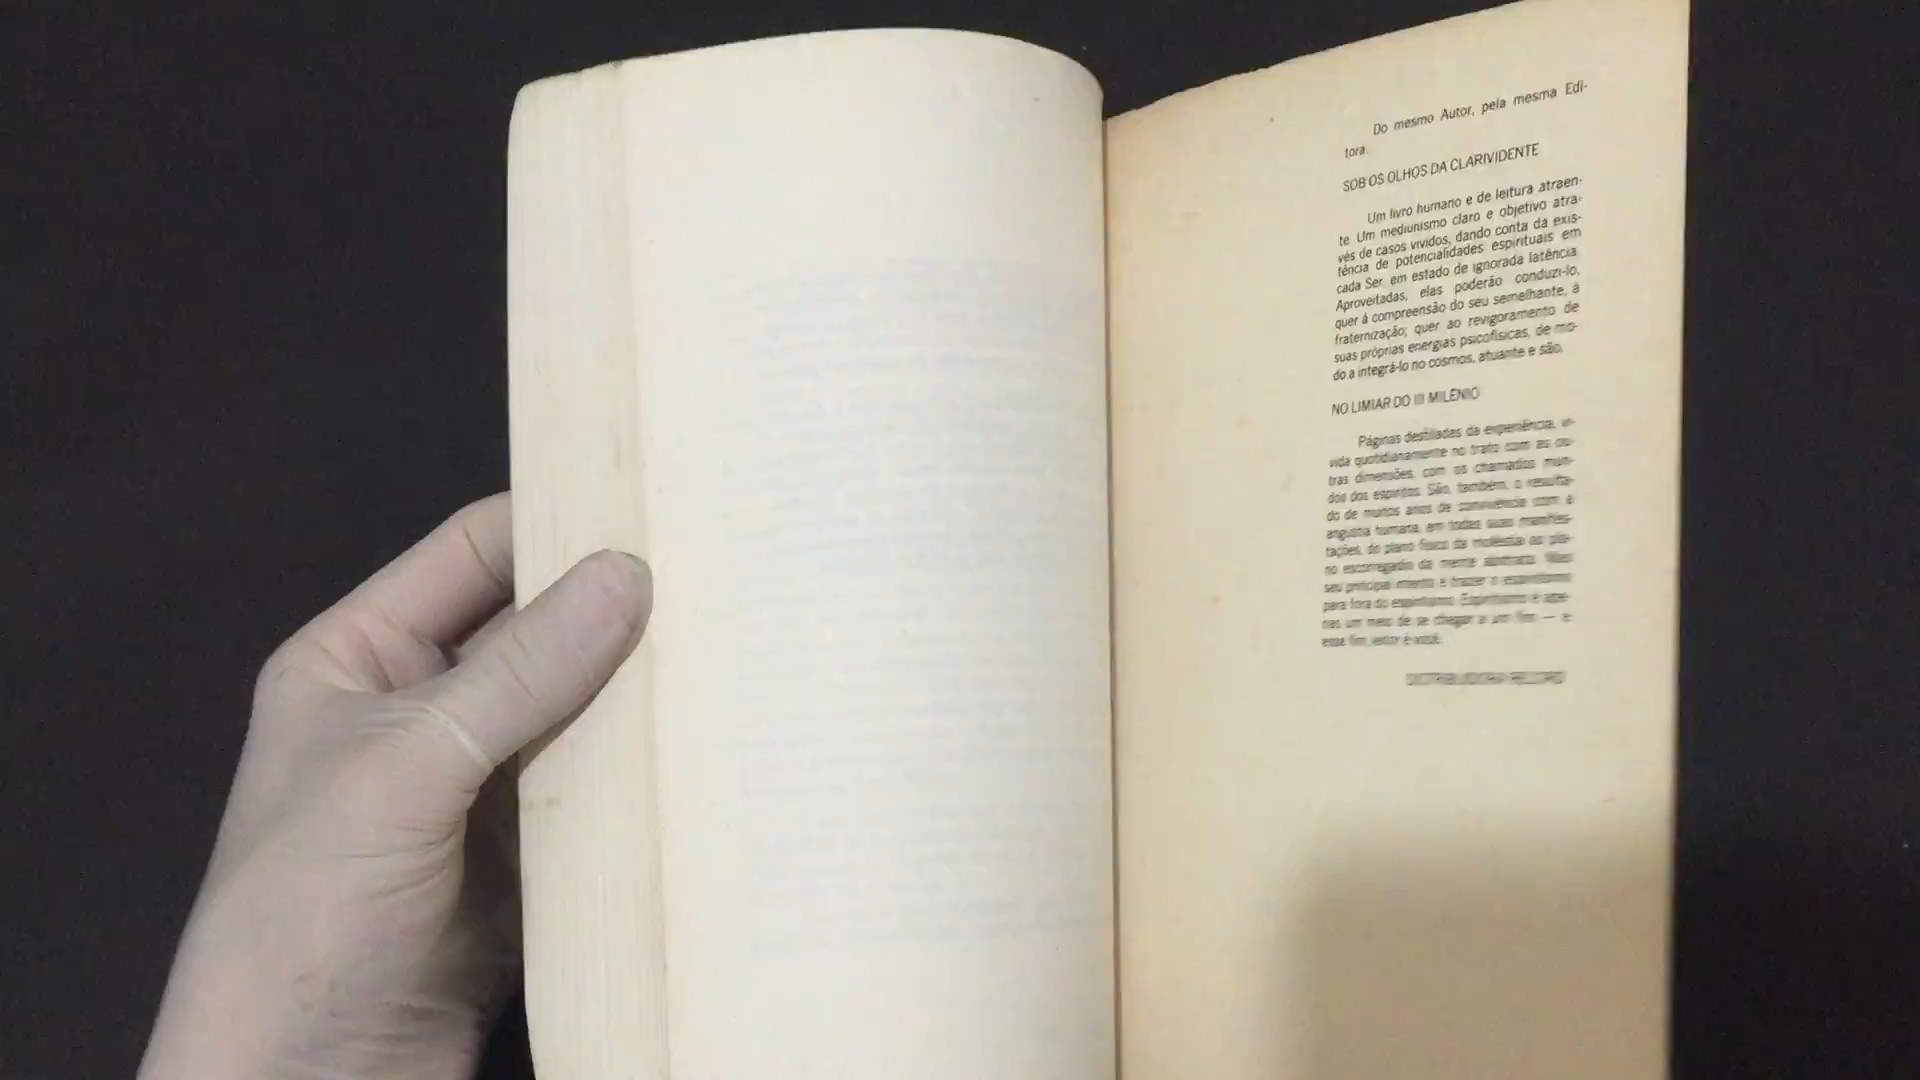 Do mesmo Autor, pela mesma Edi-
tora.
SOB OS OLHOS DA CLARIVIDENTE
Um livro humano e de leitura atraen-
te. Um mediunismo claro e objetivo atra-
vés de casos vividos, dando conta da exis-
tência de potencialidades espirituais em
cada Ser, em estado de ignorada latência.
Aproveitadas, elas poderão conduzi-lo,
quer à compreensão do seu semelhante, à
fraternização; quer ao revigoramento de
suas próprias energias psicofísicas, de mo-
do a integrá-lo no cosmos, atuante e são.
NO LIMIAR DO III MILÊNIO
Páginas destiladas da experiência, vi-
vida quotidianamente no trato com as ou-
tras dimensões, com os chamados mun-
dos dos espíritos. São, também, o resulta-
do de muitos anos de convivência com a
angústia humana, em todas suas manifes-
tações, do plano físico da moléstia ao pla-
no escorregadio da mente abstrata. Mas
seu principal intento é trazer o espiritismo
para fora do espiritismo. Espiritismo é ape-
nas um meio de se chegar a um fim — e
esse fim, leitor é você.
DISTRIBUIDORA RECORD